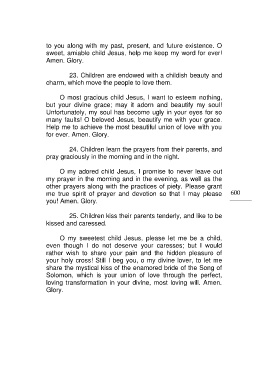 to you along with my past, present, and future existence. O
sweet, amiable child Jesus, help me keep my word for ever!
Amen. Glory.
23. Children are endowed with a childish beauty and
charm, which move the people to love them.
O most gracious child Jesus, I want to esteem nothing,
but your divine grace; may it adorn and beautify my soul!
Unfortunately, my soul has become ugly in your eyes for so
many faults! O beloved Jesus, beautify me with your grace.
Help me to achieve the most beautiful union of love with you
for ever. Amen. Glory.
24. Children learn the prayers from their parents, and
pray graciously in the morning and in the night.
O my adored child Jesus, I promise to never leave out
my prayer in the morning and in the evening, as well as the
other prayers along with the practices of piety. Please grant
me true spirit of prayer and devotion so that I may please
you! Amen. Glory.
600
25. Children kiss their parents tenderly, and like to be
kissed and caressed.
O my sweetest child Jesus, please let me be a child,
even though I do not deserve your caresses; but I would
rather wish to share your pain and the hidden pleasure of
your holy cross! Still I beg you, o my divine lover, to let me
share the mystical kiss of the enamored bride of the Song of
Solomon, which is your union of love through the perfect,
loving transformation in your divine, most loving will. Amen.
Glory.